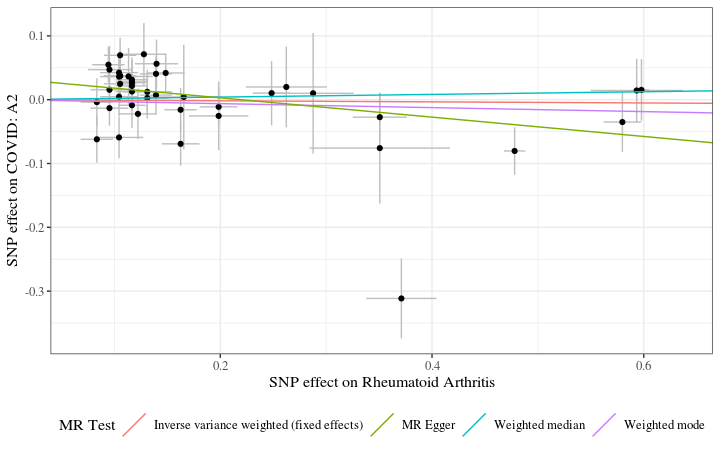 SNP effect on COVID: A2
0.1
0.0
-0.1
-0.2
-0.3
0.2 0.4 0.6
SNP effect on Rheumatoid Arthritis
MR Test Inverse variance weighted (fixed effects) MR Egger Weighted median Weighted mode